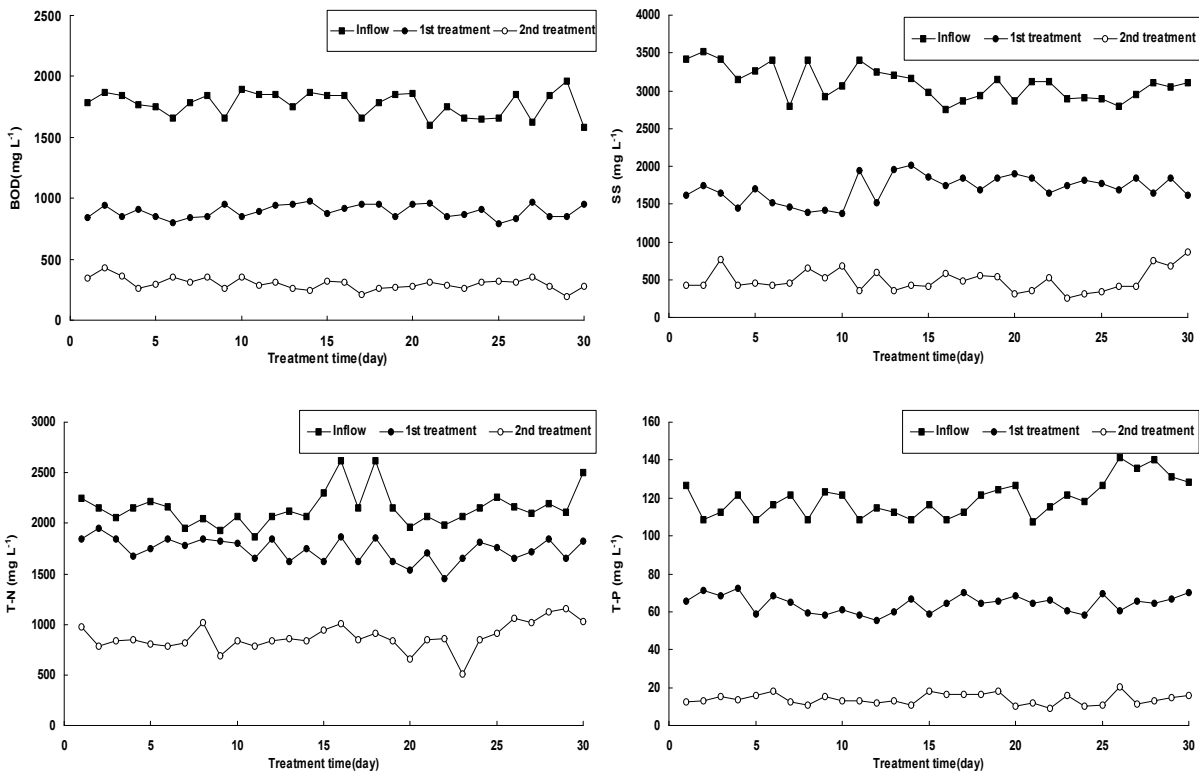 2500
2000
1500
1000
500
0
BOD(mg L-1)
Inflow 1st treatment 2nd treatment
0 5 10 15 20 25 30
Treatment time(day)
4000
3500
3000
2500
2000
1500
1000
500
0
SS (mg L-1)
Inflow 1st treatment 2nd treatment
0 5 10 15 20 25 30
Treatment time(day)
3000
2500
2000
1500
1000
500
0
T-N (mg L-1)
Inflow 1st treatment 2nd treatment
0 5 10 15 20 25 30
Treatment time(day)
160
140
120
100
80
60
40
20
0
T-P (mg L-1)
Inflow 1st treatment 2nd treatment
0 5 10 15 20 25 30
Treatment time(day)